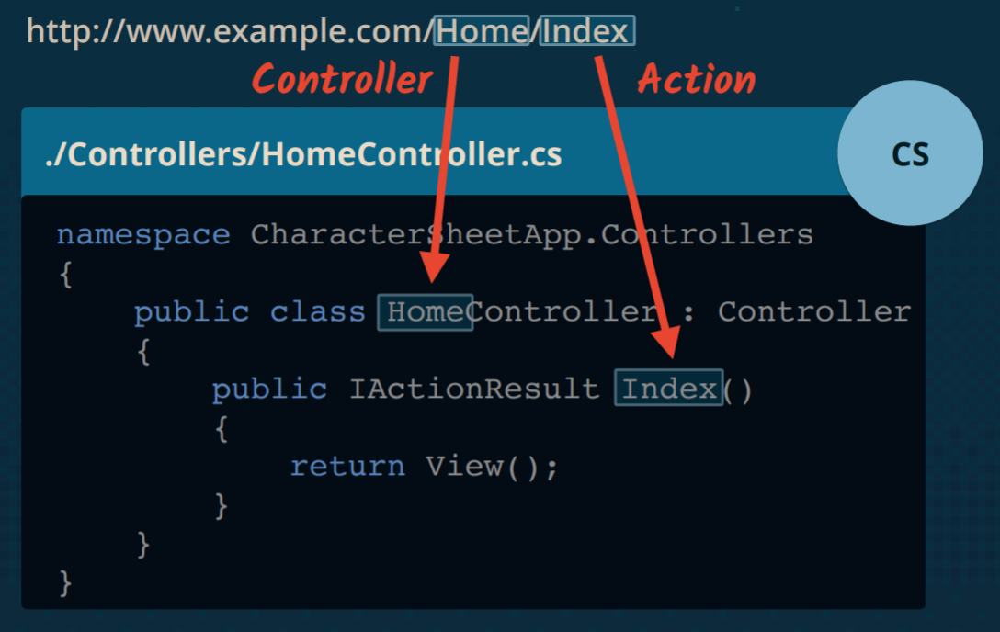 http://www.example.com/Home/Index
Controller
Action
./Controllers/HomeController.cs
CS
namespace CharacterSheetApp.Controllers
{
    public class HomeController : Controller
    {
        public IActionResult Index()
        {
            return View();
        }
    }
}